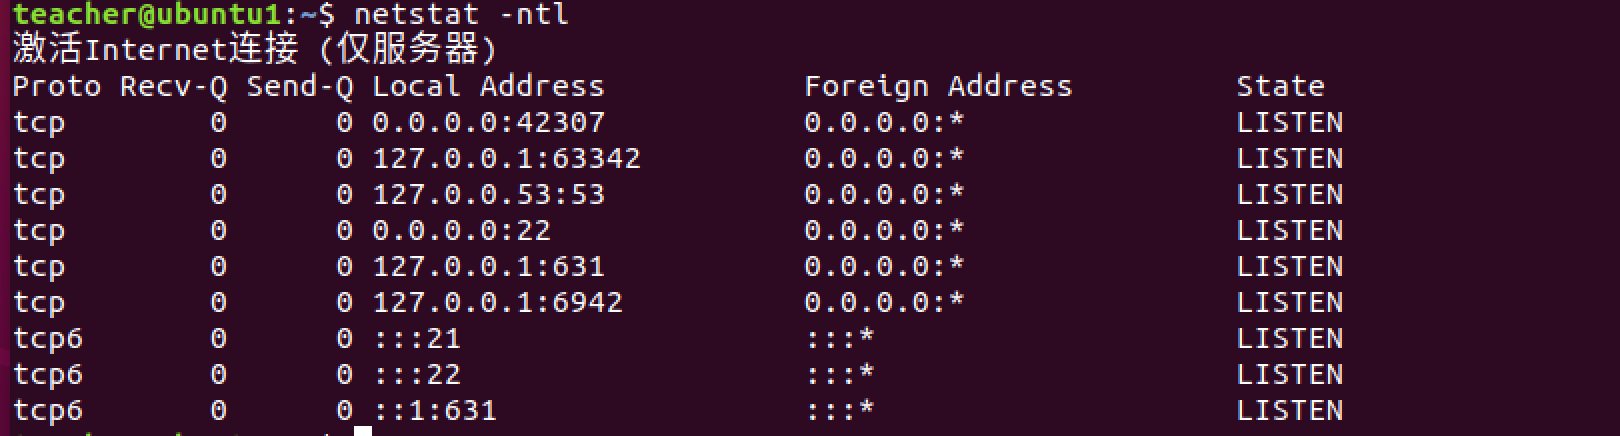 teacher@ubuntu1:~$ netstat -ntl
激活Internet连接 (仅服务器)
Proto Recv-Q Send-Q Local Address           Foreign Address         State
tcp        0      0 0.0.0.0:42307           0.0.0.0:*               LISTEN
tcp        0      0 127.0.0.1:63342         0.0.0.0:*               LISTEN
tcp        0      0 127.0.0.53:53           0.0.0.0:*               LISTEN
tcp        0      0 0.0.0.0:22              0.0.0.0:*               LISTEN
tcp        0      0 127.0.0.1:631           0.0.0.0:*               LISTEN
tcp        0      0 127.0.0.1:6942          0.0.0.0:*               LISTEN
tcp6       0      0 :::21                   :::*                    LISTEN
tcp6       0      0 :::22                   :::*                    LISTEN
tcp6       0      0 ::1:631                 :::*                    LISTEN